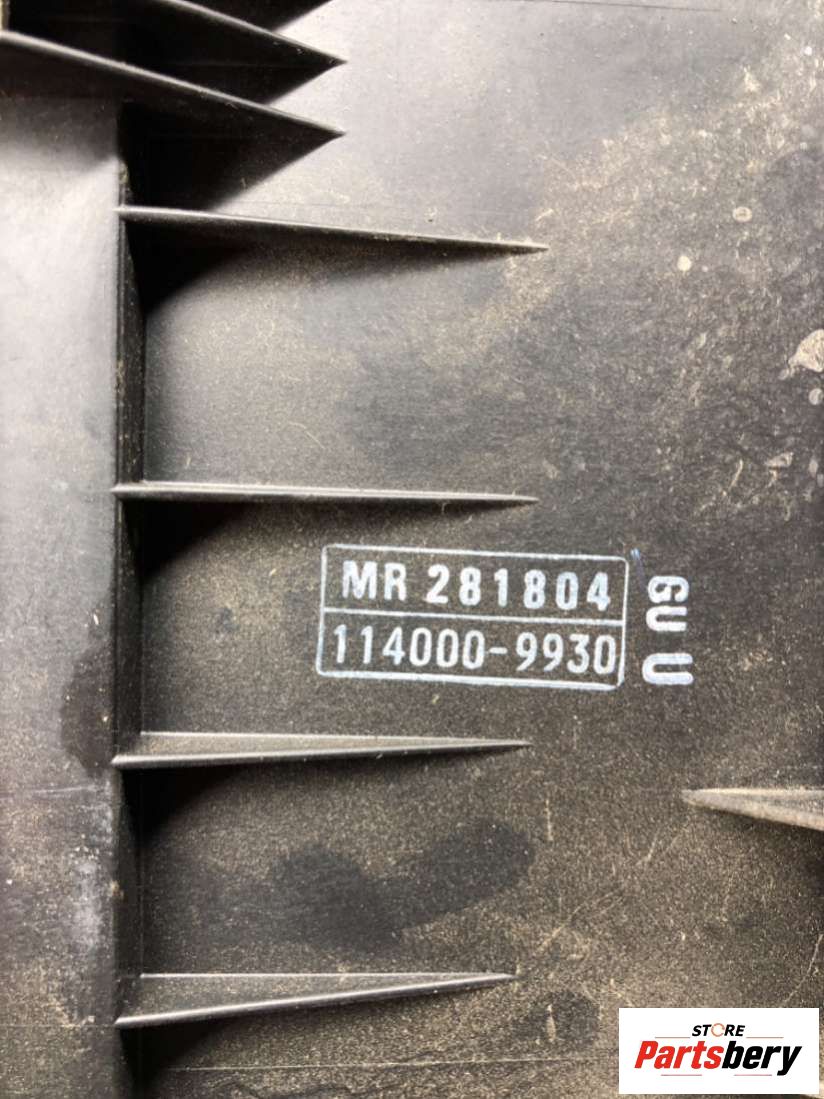 MR 281804
114000-9930
GU U
STORE
Partsbery